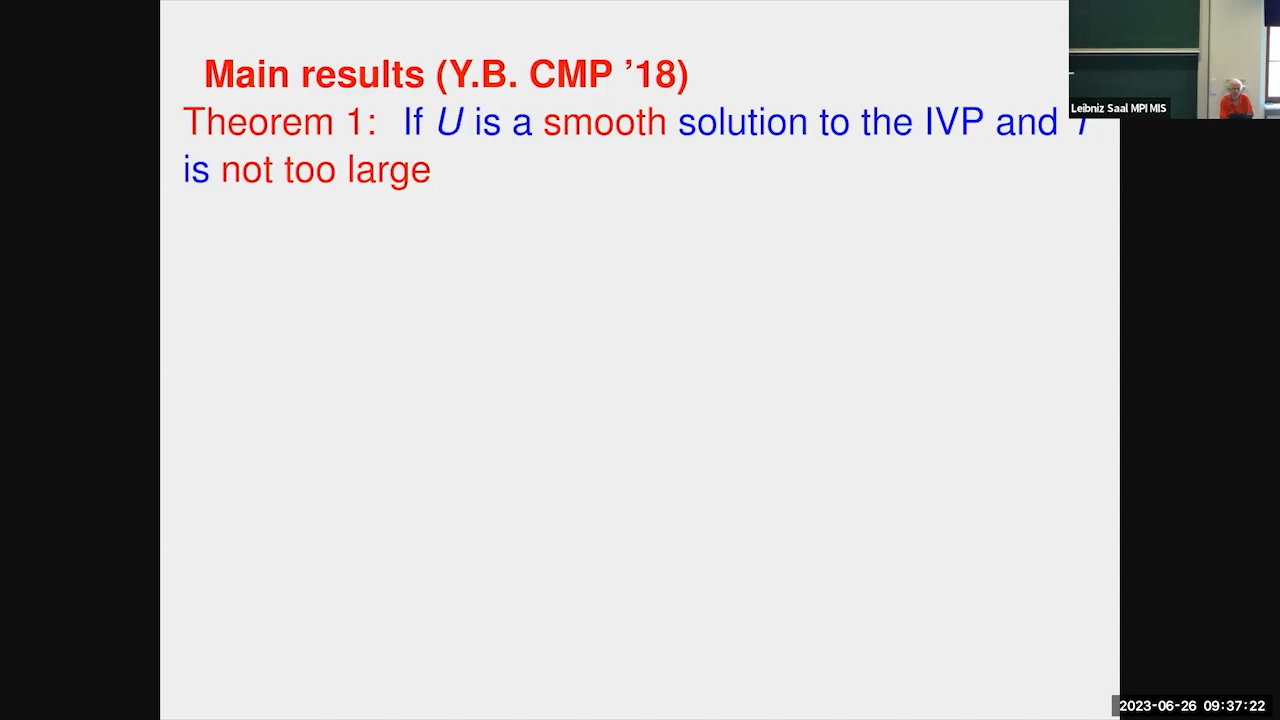 Main results (Y.B. CMP ’18)
Theorem 1: If U is a smooth solution to the IVP and
is not too large
Leibniz Saal MPI MIS
2023-06-26 09:37:22